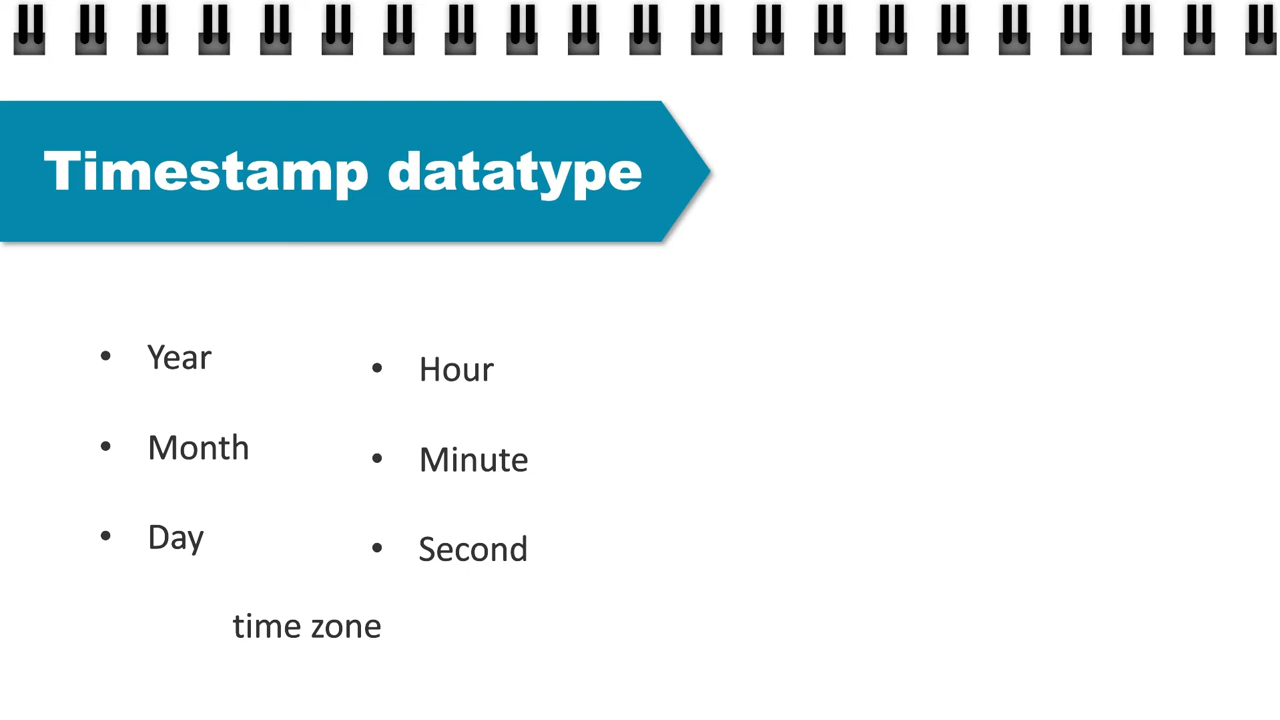 Timestamp datatype
• Year
• Month
• Day
• Hour
• Minute
• Second
time zone